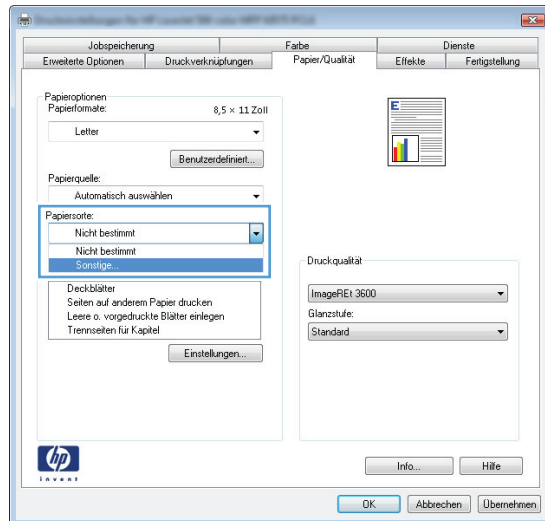 Jobspeicherung Farbe Dienste
Erweiterte Optionen Druckverknüpfungen Papier/Qualität Effekte Fertigstellung
Papieroptionen
Papierformate: 8,5 × 11 Zoll
Letter
Benutzerdefiniert...
Papierquelle:
Automatisch auswählen
Papiersorte:
Nicht bestimmt
Nicht bestimmt
Sonstige...
Deckblätter
Seiten auf anderem Papier drucken
Leere o. vorgedruckte Blätter einlegen
Trennseiten für Kapitel
Einstellungen...
E
Druckqualität
ImageREt 3600
Glanzstufe:
Standard
hp
invent
Info... Hilfe
OK Abbrechen Übernehmen